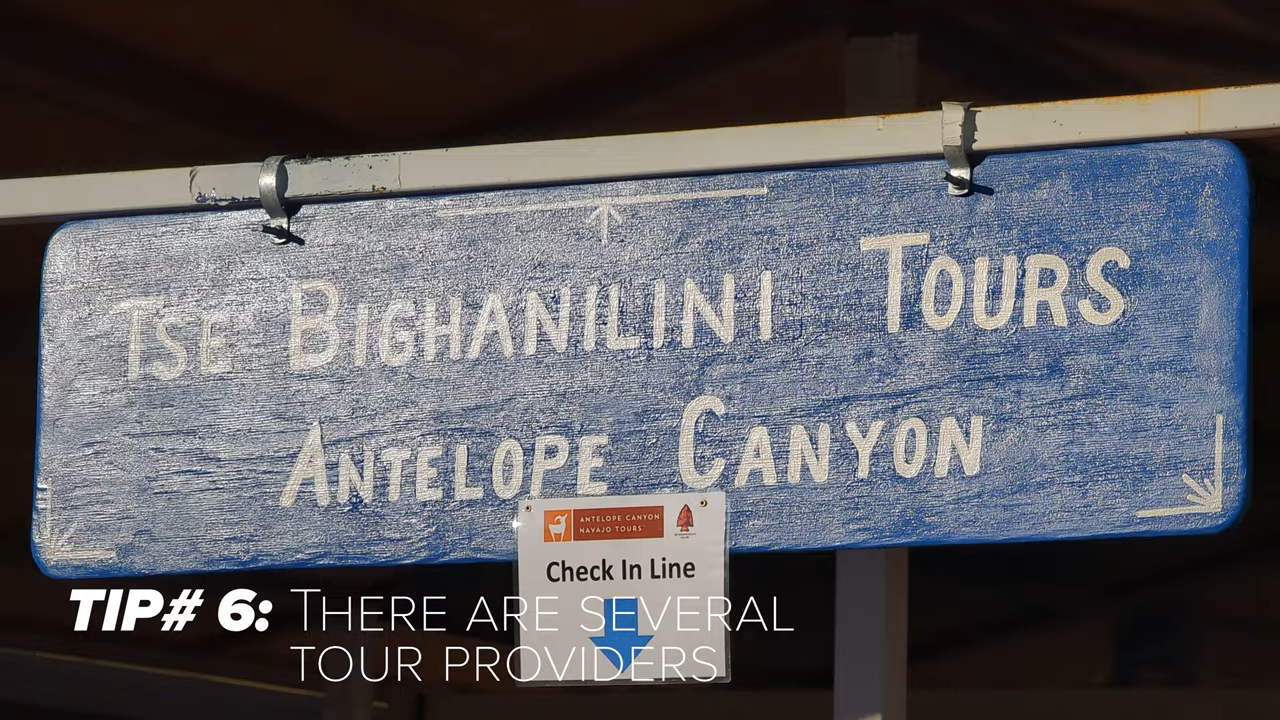 TSE BIGHANILINI TOURS
ANTELOPE CANYON
ANTELOPE CANYON
NAVAJO TOURS
Check In Line
TIP# 6: THERE ARE SEVERAL
TOUR PROVIDERS